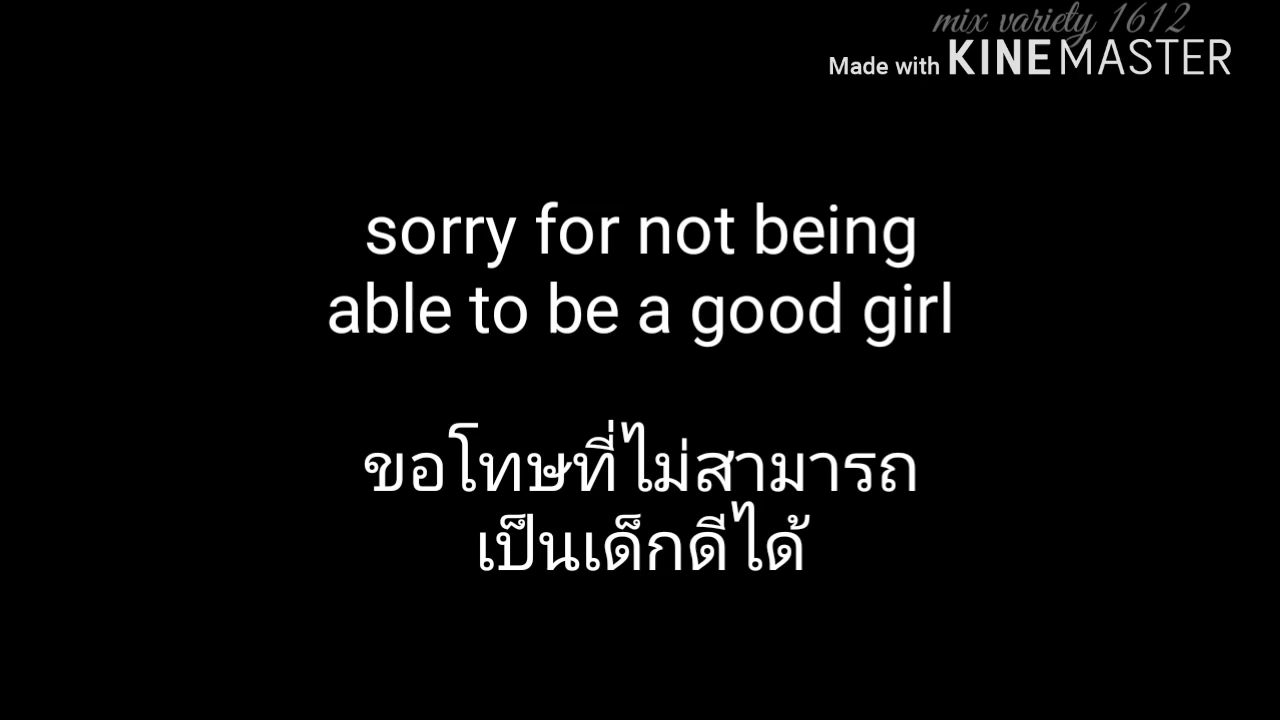 mix variety 1612
Made with KINEMASTER
sorry for not being
able to be a good girl
ขอโทษที่ไม่สามารถ
เป็นเด็กดีได้